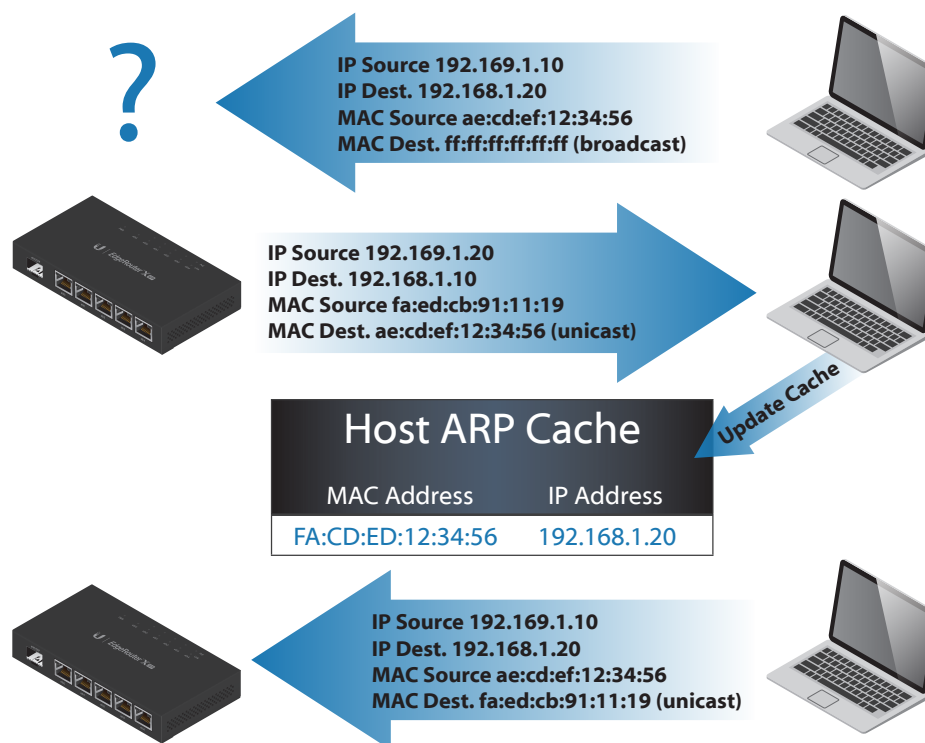 ?
IP Source 192.169.1.10
IP Dest. 192.168.1.20
MAC Source ae:cd:ef:12:34:56
MAC Dest. ff:ff:ff:ff:ff:ff (broadcast)
EdgeRouter X
IP Source 192.169.1.20
IP Dest. 192.168.1.10
MAC Source fa:ed:cb:91:11:19
MAC Dest. ae:cd:ef:12:34:56 (unicast)
Update Cache
Host ARP Cache
MAC Address IP Address
FA:CD:ED:12:34:56 192.168.1.20
EdgeRouter X
IP Source 192.169.1.10
IP Dest. 192.168.1.20
MAC Source ae:cd:ef:12:34:56
MAC Dest. fa:ed:cb:91:11:19 (unicast)